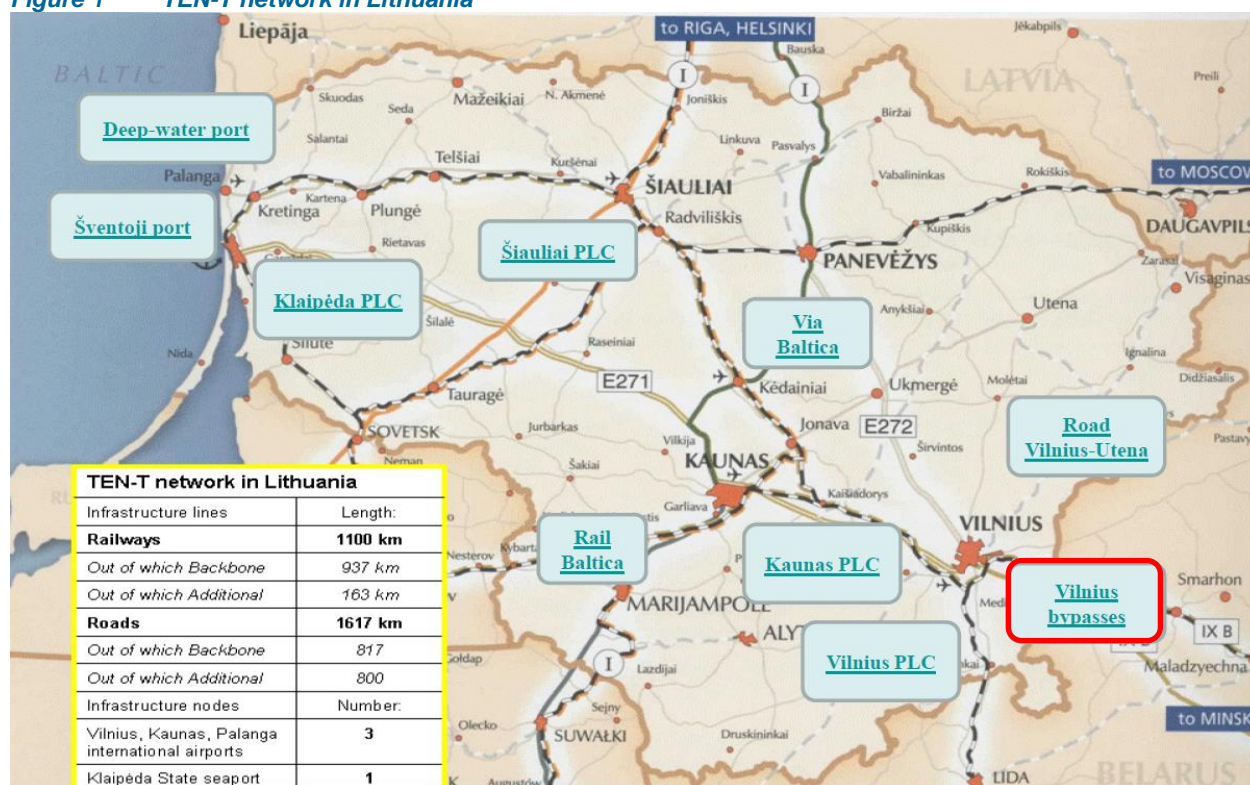 Figure 1 TEN-T network in Lithuania
Liepāja
to RIGA, HELSINKI
Jēkabpils
Bauska
BALTIC
LATVIA
Preiļi
I
I
Skuodas
Seda
Mažeikiai
N. Akmenė
Joniškis
Biržai
Deep-water port
Salantai
Linkuva
Pasvalys
Telšiai
Kuršėnai
Vabalininkas
Rokiškis
to MOSCOW
Palanga
Kartena
Kretinga
Plungė
ŠIAULIAI
Radviliškis
Kupiškis
DAUGAVPILS
Šventoji port
Rietavas
Šiauliai PLC
PANEVĖŽYS
Zarasai
Visaginas
Klaipėda PLC
Anykščiai
Utena
Šilalė
Via
Baltica
Nida
Šilutė
Raseiniai
Ignalina
E271
Kėdainiai
Ukmergė
Molėtai
Didžiasalis
Tauragė
Jonava
E272
Road
Vilnius-Utena
SOVETSK
Jurbarkas
Vilkija
Širvintos
Pastavy
Neman
Šakiai
KAUNAS
Kaišiadorys
Garliava
VILNIUS
Nesterov
Rail
Baltica
Kaunas PLC
Vilnius
bypasses
Smarhon
MARIJAMPOLĖ
IX B
Vilnius PLC
Maladzyechna
Lazdijai
I
Sejny
to MINSK
Olecko
SUWAŁKI
Druskininkai
LIDA
BELARUS
TEN-T network in Lithuania
Infrastructure lines Length:
Railways 1100 km
Out of which Backbone 937 km
Out of which Additional 163 km
Roads 1617 km
Out of which Backbone 817
Out of which Additional 800
Infrastructure nodes Number:
Vilnius, Kaunas, Palanga 3
international airports
Klaipėda State seaport 1